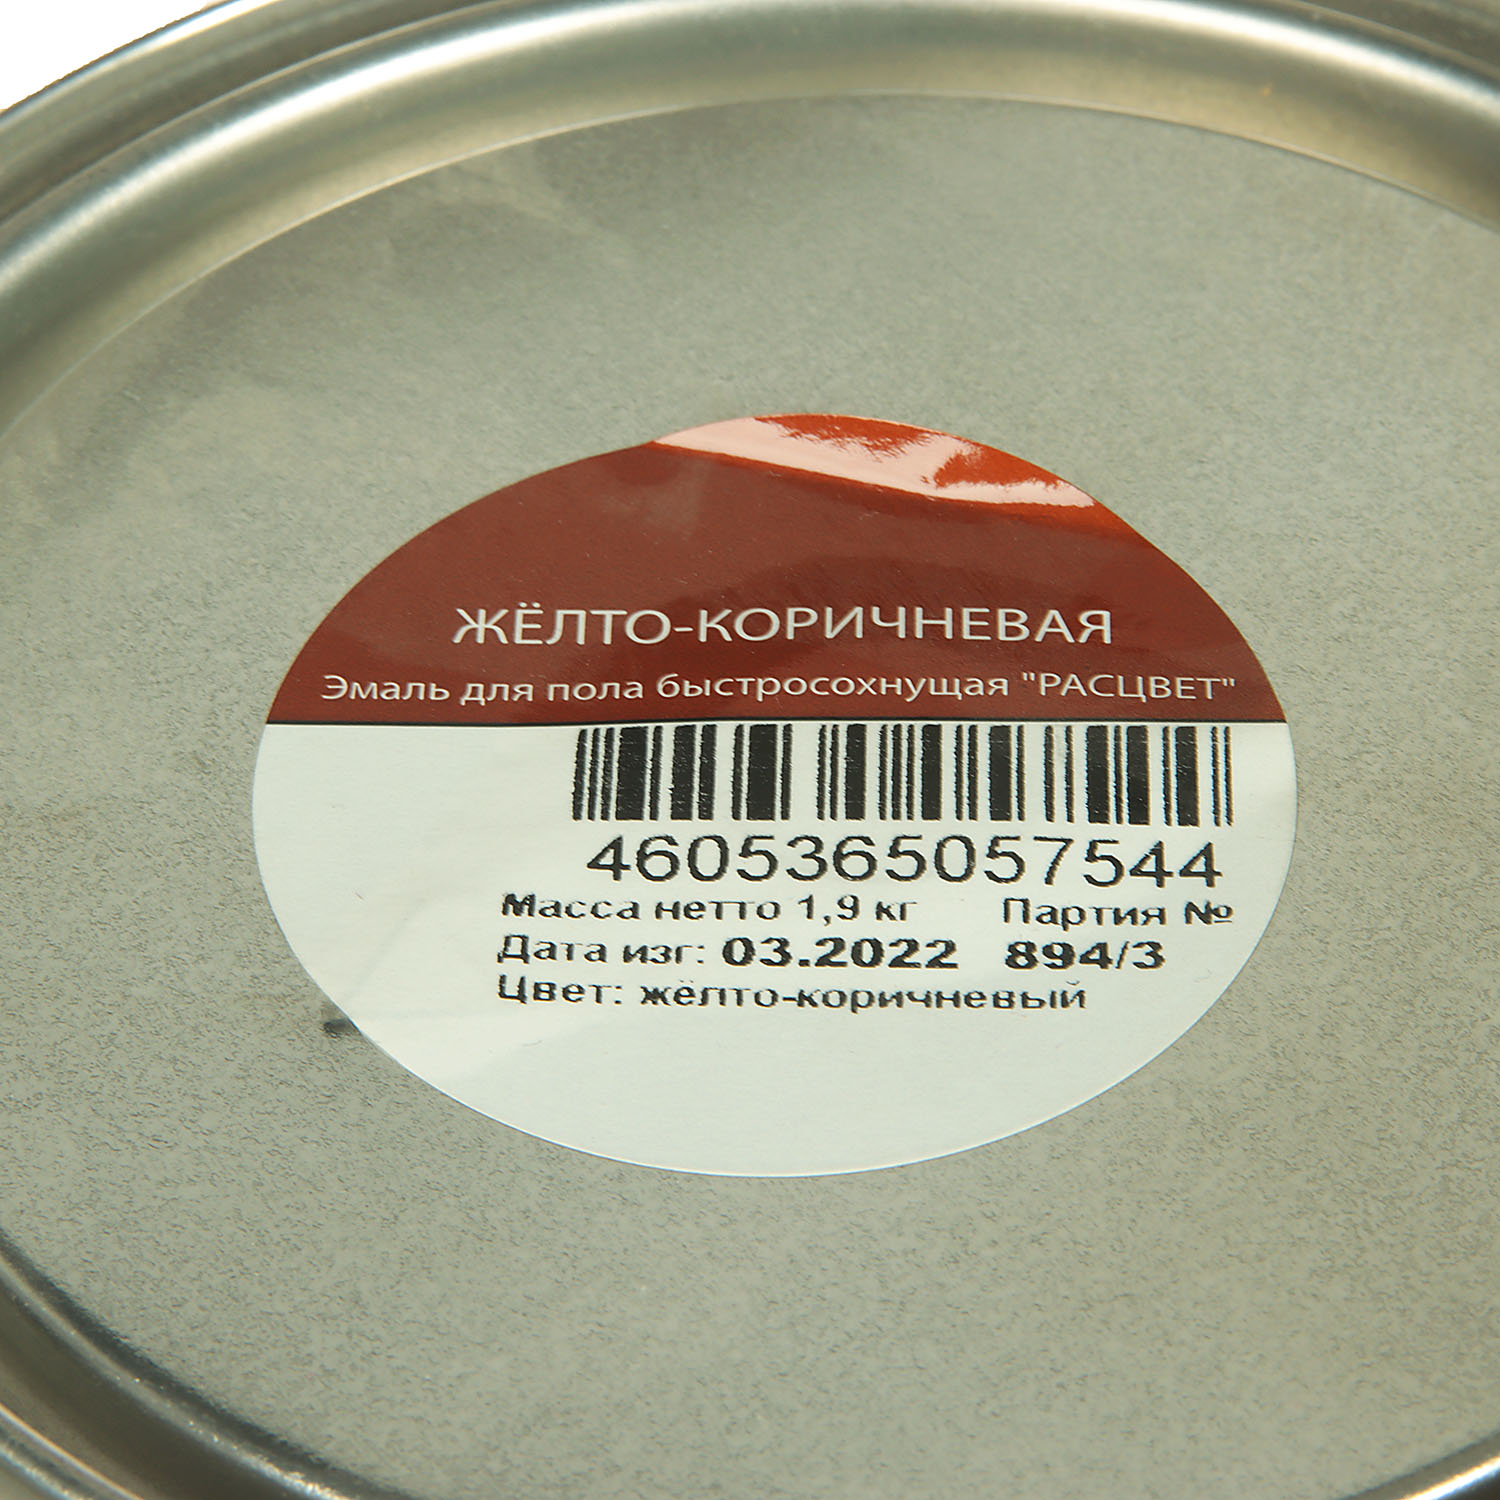 ЖЁЛТО-КОРИЧНЕВАЯ
Эмаль для пола быстросохнущая "РАСЦВЕТ"
4605365057544
Масса нетто 1,9 кг Партия №
Дата изг: 03.2022 894/3
Цвет: жёлто-коричневый